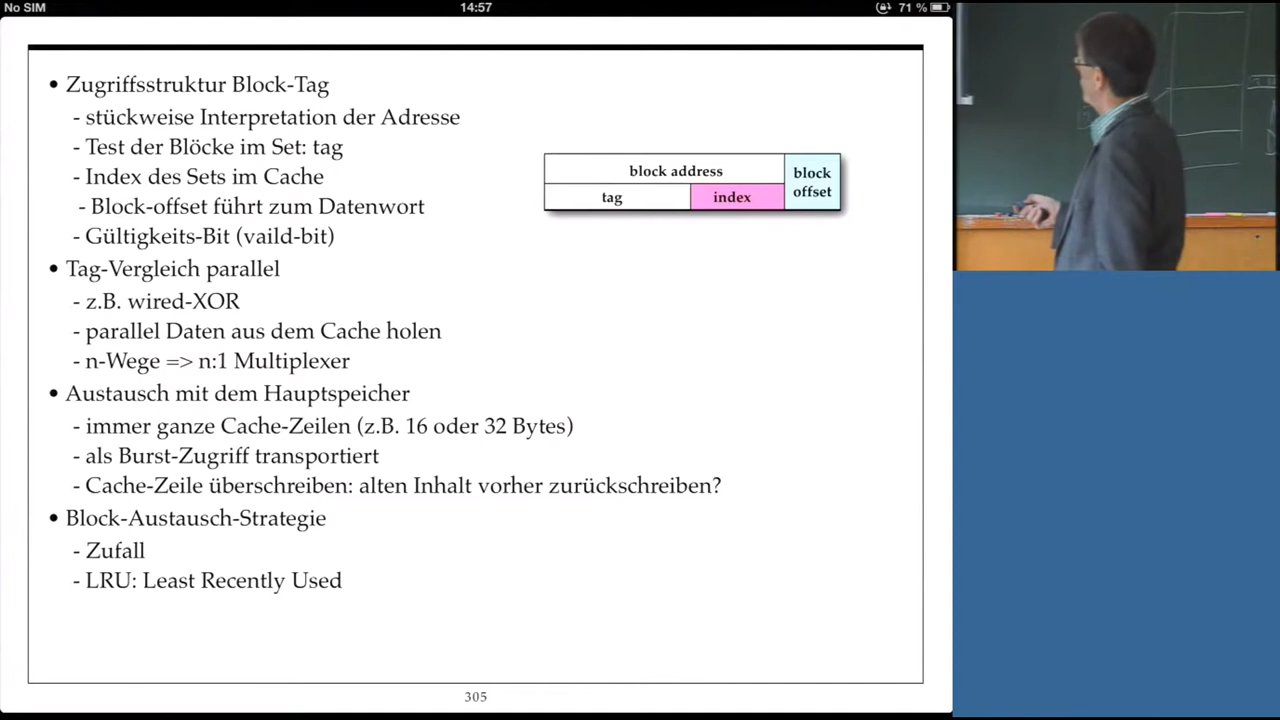 No SIM 14:57 71 %
• Zugriffsstruktur Block-Tag
- stückweise Interpretation der Adresse
- Test der Blöcke im Set: tag
- Index des Sets im Cache
- Block-offset führt zum Datenwort
- Gültigkeits-Bit (vaild-bit)
block address
block offset
tag
index
• Tag-Vergleich parallel
- z.B. wired-XOR
- parallel Daten aus dem Cache holen
- n-Wege => n:1 Multiplexer
• Austausch mit dem Hauptspeicher
- immer ganze Cache-Zeilen (z.B. 16 oder 32 Bytes)
- als Burst-Zugriff transportiert
- Cache-Zeile überschreiben: alten Inhalt vorher zurückschreiben?
• Block-Austausch-Strategie
- Zufall
- LRU: Least Recently Used
305